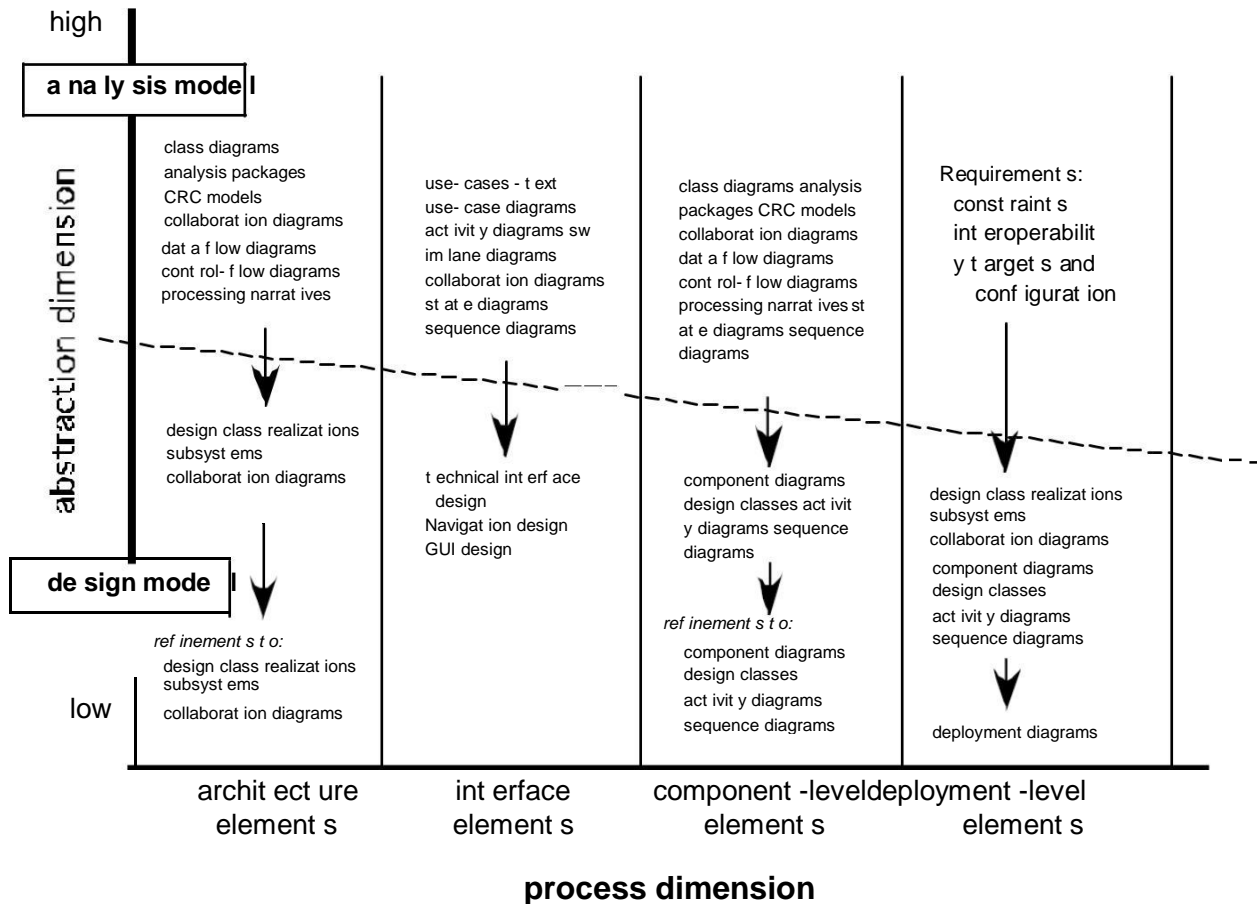 high
a na ly sis mode l
abstraction dimension
class diagrams
analysis packages
CRC models
collaborat ion diagrams
dat a f low diagrams
cont rol- f low diagrams
processing narrat ives
design class realizat ions
subsyst ems
collaborat ion diagrams
de sign mode l
ref inement s t o:
design class realizat ions
subsyst ems
collaborat ion diagrams
low
use- cases - t ext
use- case diagrams
act ivit y diagrams sw
im lane diagrams
collaborat ion diagrams
st at e diagrams
sequence diagrams
t echnical int erf ace
design
Navigat ion design
GUI design
class diagrams analysis
packages CRC models
collaborat ion diagrams
dat a f low diagrams
cont rol- f low diagrams
processing narrat ives st
at e diagrams sequence
diagrams
component diagrams
design classes act ivit
y diagrams sequence
diagrams
ref inement s t o:
component diagrams
design classes
act ivit y diagrams
sequence diagrams
Requirement s:
const raint s
int eroperabilit
y t arget s and
conf igurat ion
design class realizat ions
subsyst ems
collaborat ion diagrams
component diagrams
design classes
act ivit y diagrams
sequence diagrams
deployment diagrams
archit ect ure
element s
int erface
element s
component -leveldeployment -level
element s
element s
process dimension